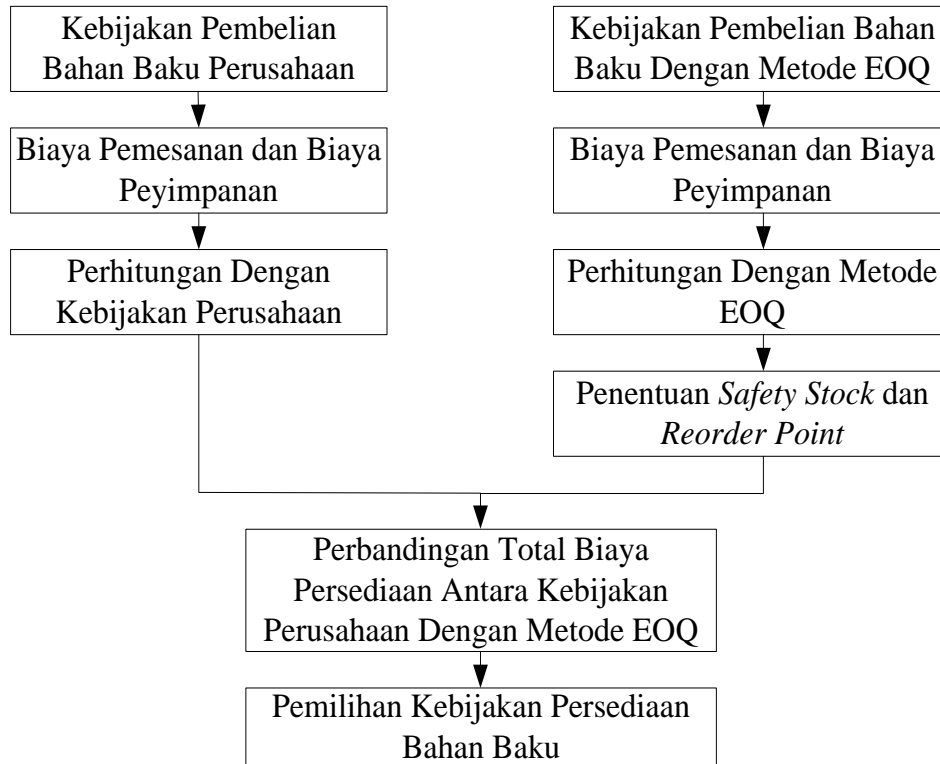 Kebijakan Pembelian
Bahan Baku Perusahaan
Biaya Pemesanan dan Biaya
Peyimpanan
Perhitungan Dengan
Kebijakan Perusahaan
Kebijakan Pembelian Bahan
Baku Dengan Metode EOQ
Biaya Pemesanan dan Biaya
Peyimpanan
Perhitungan Dengan Metode
EOQ
Penentuan Safety Stock dan
Reorder Point
Perbandingan Total Biaya
Persediaan Antara Kebijakan
Perusahaan Dengan Metode EOQ
Pemilihan Kebijakan Persediaan
Bahan Baku